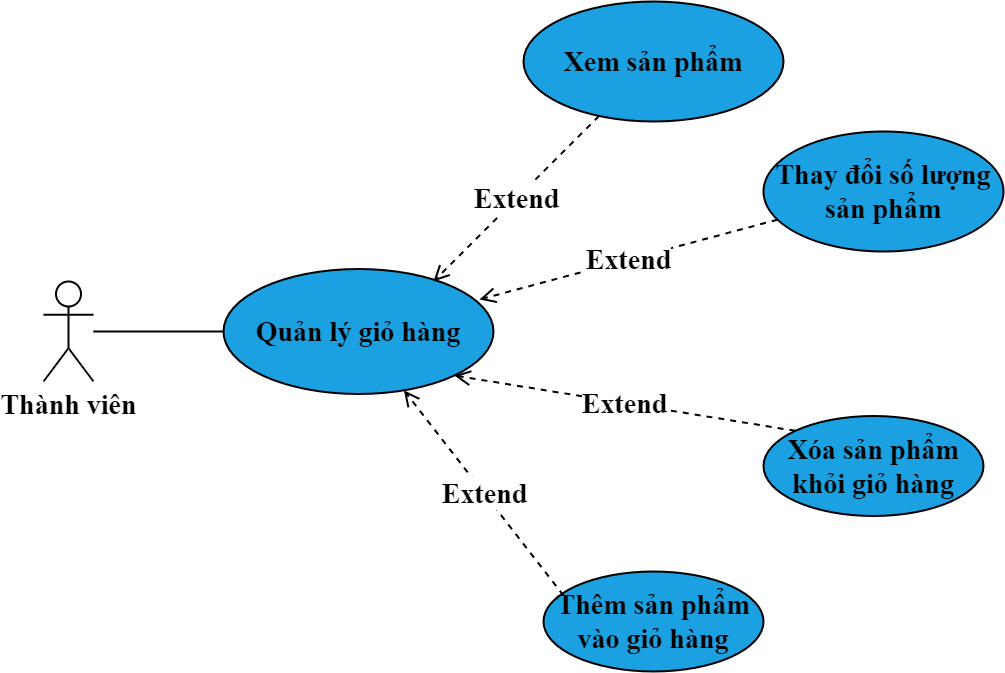 Xem sản phẩm
Thay đổi số lượng
sản phẩm
Extend
Extend
Quản lý giỏ hàng
Thành viên
Extend
Xóa sản phẩm
khỏi giỏ hàng
Extend
Thêm sản phẩm
vào giỏ hàng